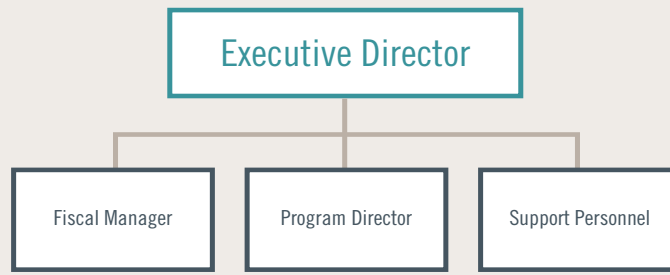 Executive Director
Fiscal Manager
Program Director
Support Personnel